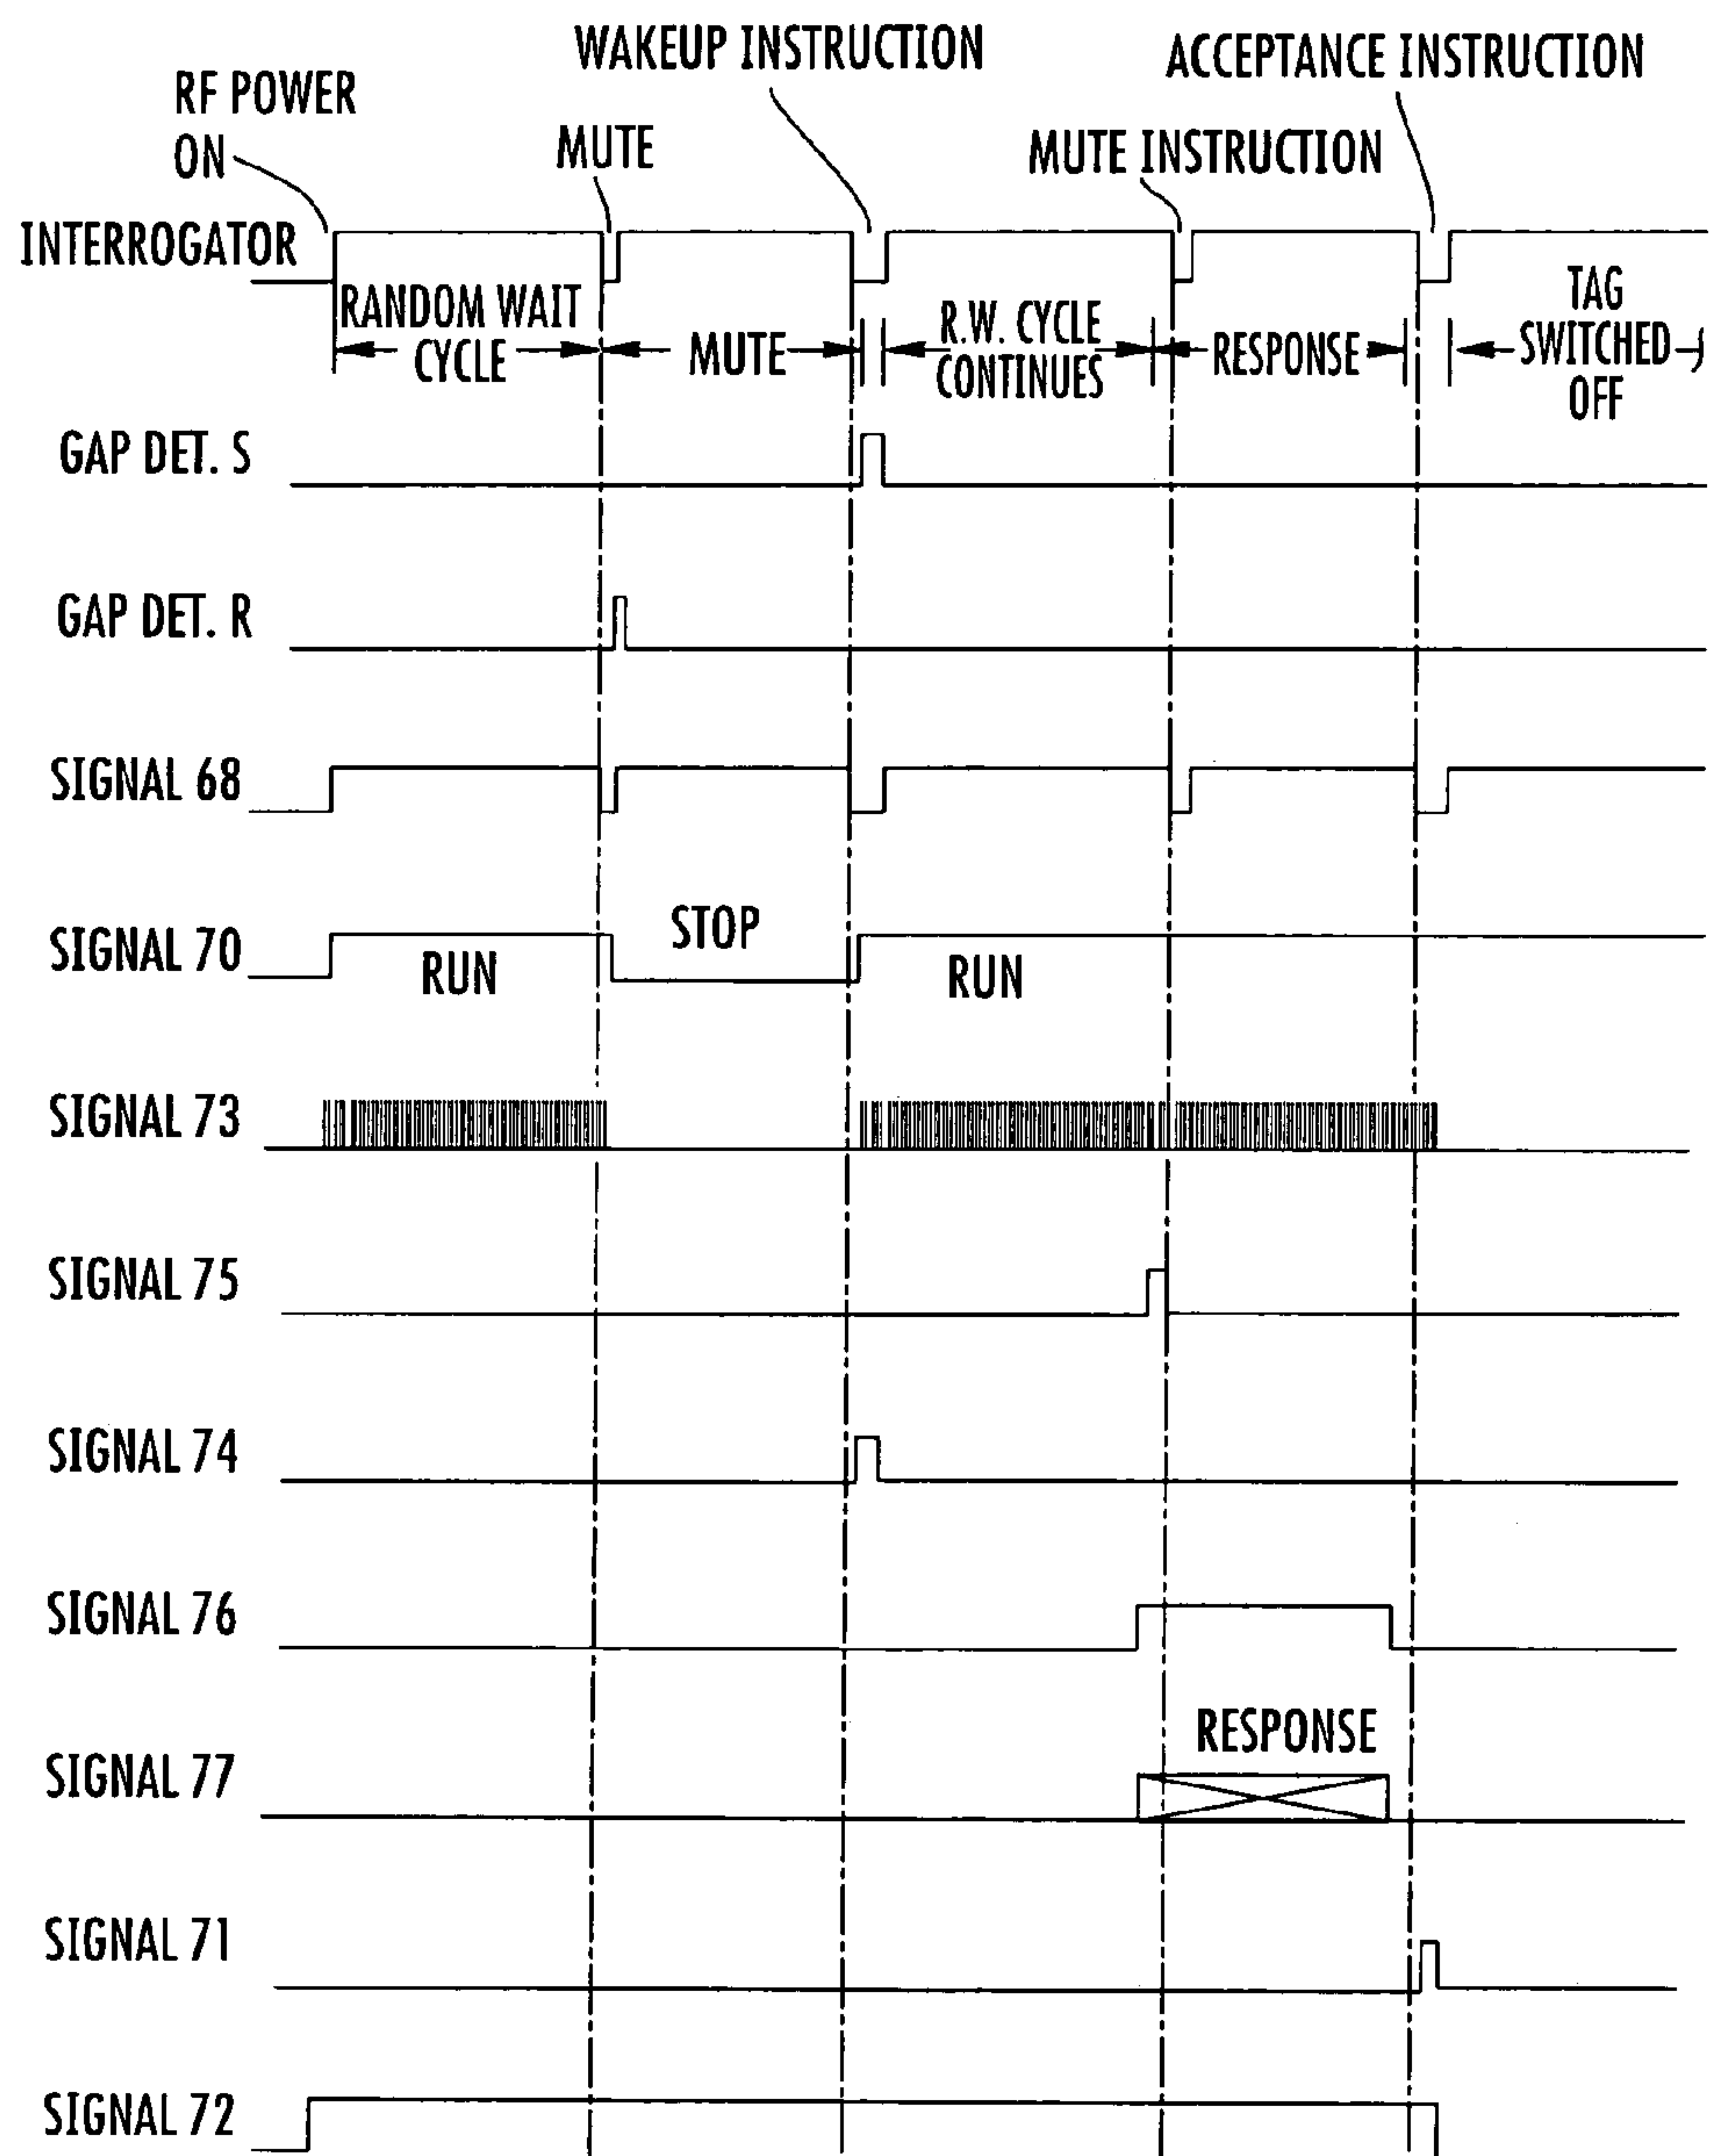 WAKEUP INSTRUCTION
ACCEPTANCE INSTRUCTION
RF POWER
ON
MUTE
MUTE INSTRUCTION
INTERROGATOR
RANDOM WAIT
CYCLE
MUTE
R.W. CYCLE
CONTINUES
RESPONSE
TAG
SWITCHED
OFF
GAP DET. S
GAP DET. R
SIGNAL 68
SIGNAL 70
RUN
STOP
RUN
SIGNAL 73
SIGNAL 75
SIGNAL 74
SIGNAL 76
RESPONSE
SIGNAL 77
SIGNAL 71
SIGNAL 72